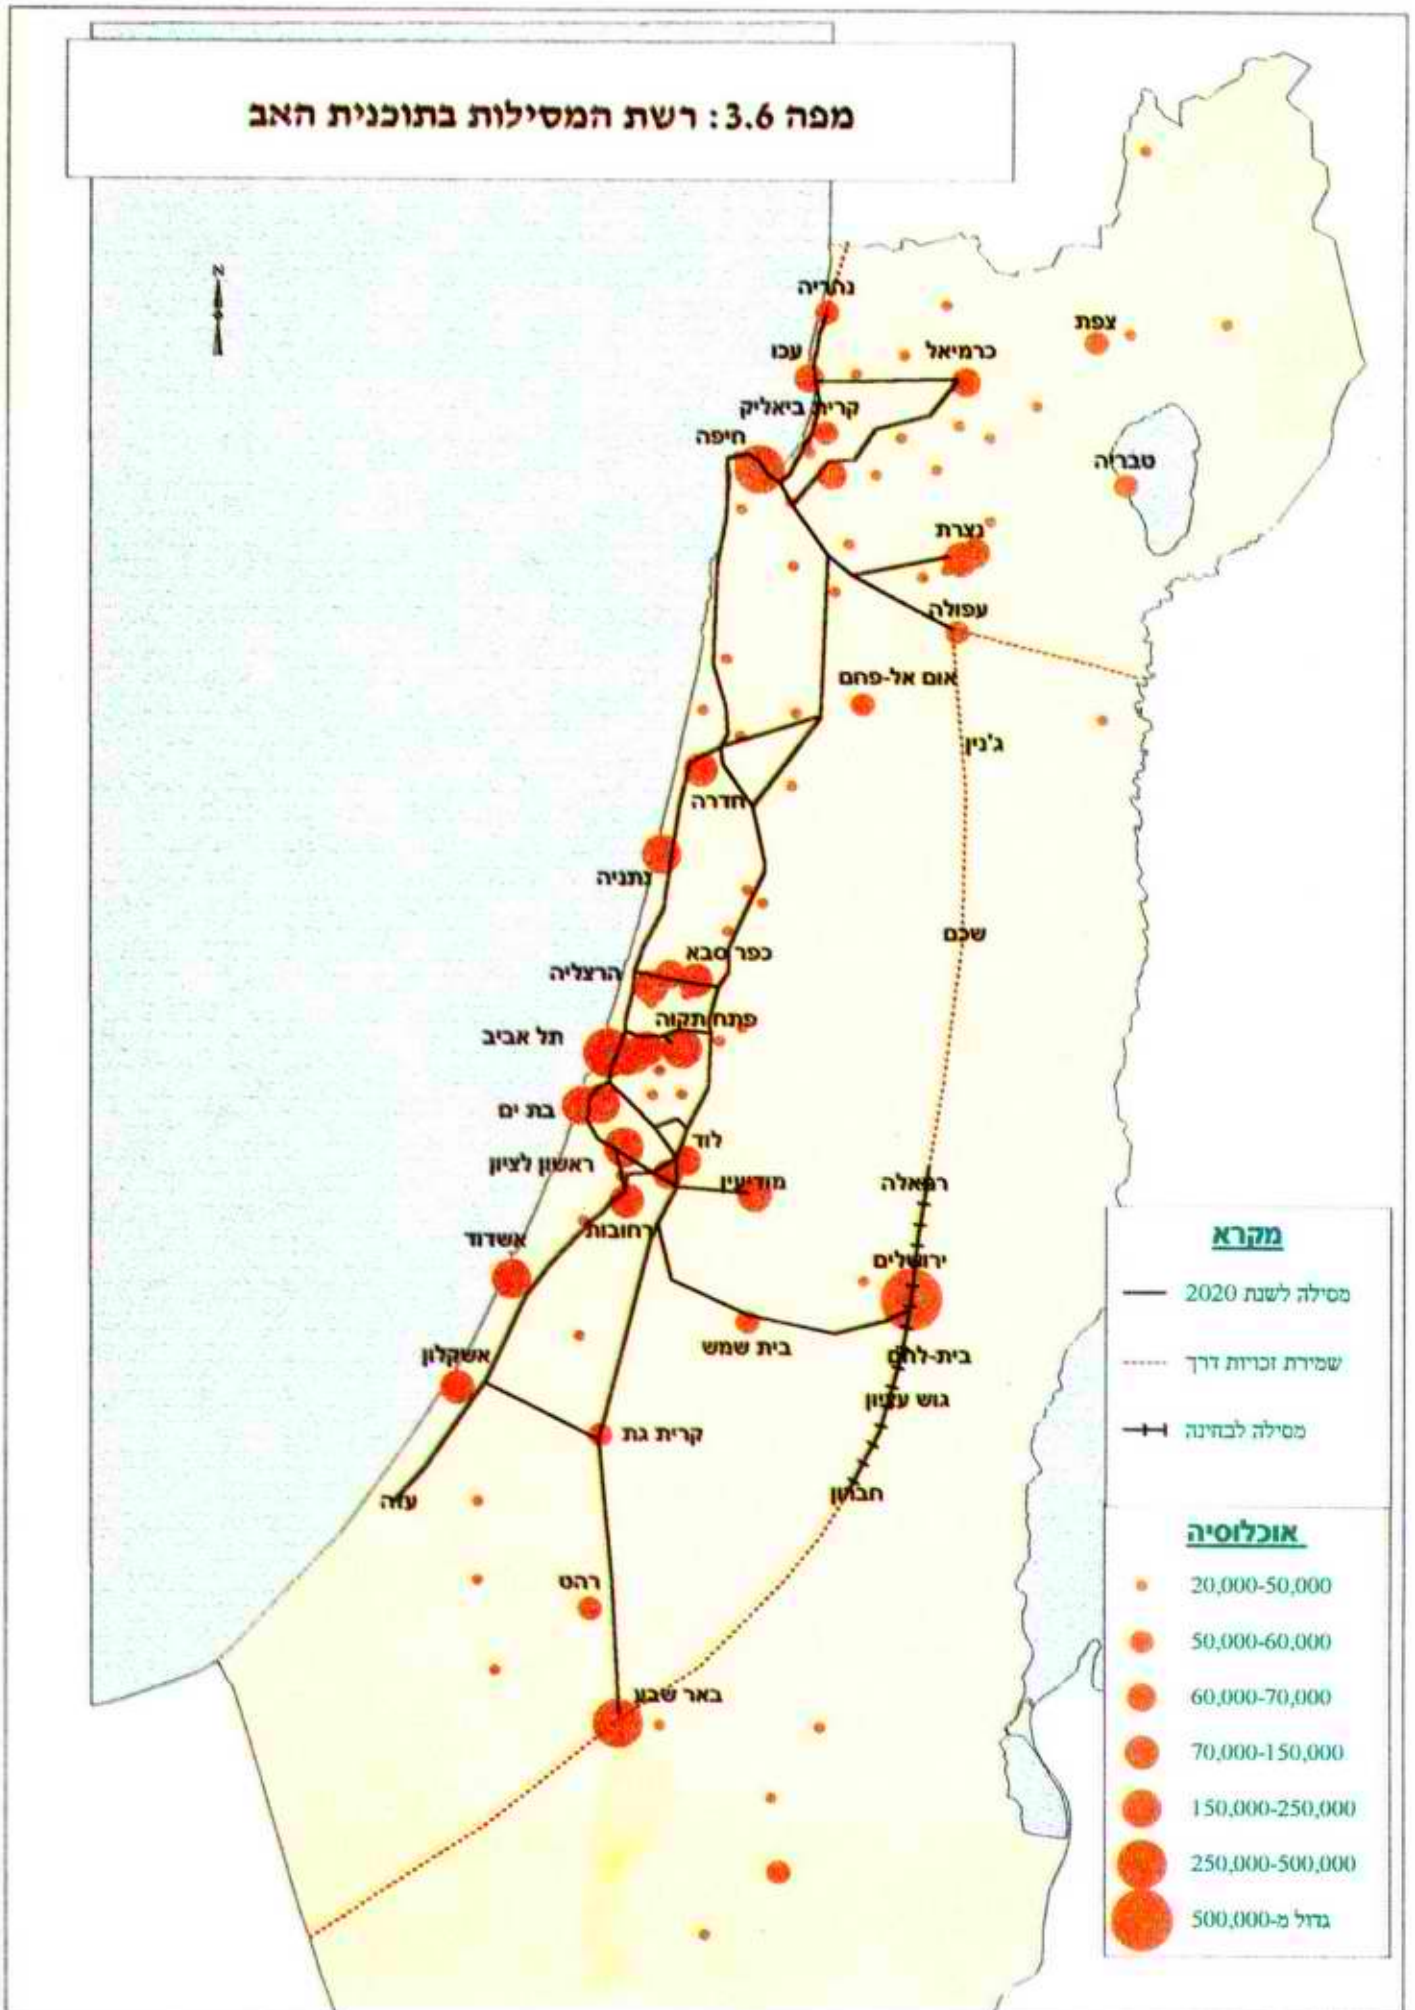 מפה 3.6: רשת המסילות בתוכנית האב
N
נהריה
צפת
עכו
כרמיאל
קרית ביאליק
חיפה
טבריה
נצרת
עפולה
אום אל-פחם
ג'נין
חדרה
נתניה
שכם
כפר סבא
הרצליה
פתח תקוה
תל אביב
בת ים
לוד
ראשון לציון
מודיעין
רמאלה
רחובות
אשדוד
ירושלים
בית שמש
בית-לחם
אשקלון
גוש עציון
קרית גת
חברון
עזה
רהט
באר שבע
מקרא
מסילה לשנת 2020
שמירת זכויות דרך
מסילה לבחינה
אוכלוסיה
20,000-50,000
50,000-60,000
60,000-70,000
70,000-150,000
150,000-250,000
250,000-500,000
גדול מ-500,000